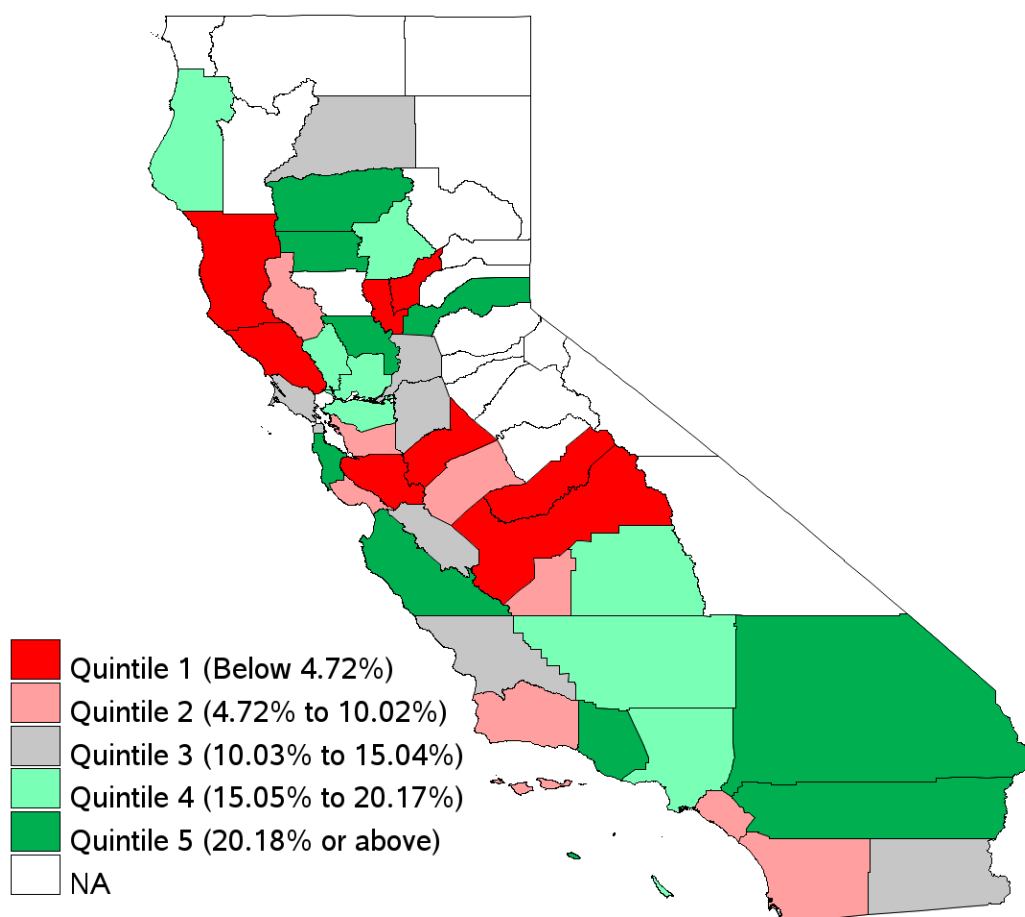 Quintile 1 (Below 4.72%)
Quintile 2 (4.72% to 10.02%)
Quintile 3 (10.03% to 15.04%)
Quintile 4 (15.05% to 20.17%)
Quintile 5 (20.18% or above)
NA